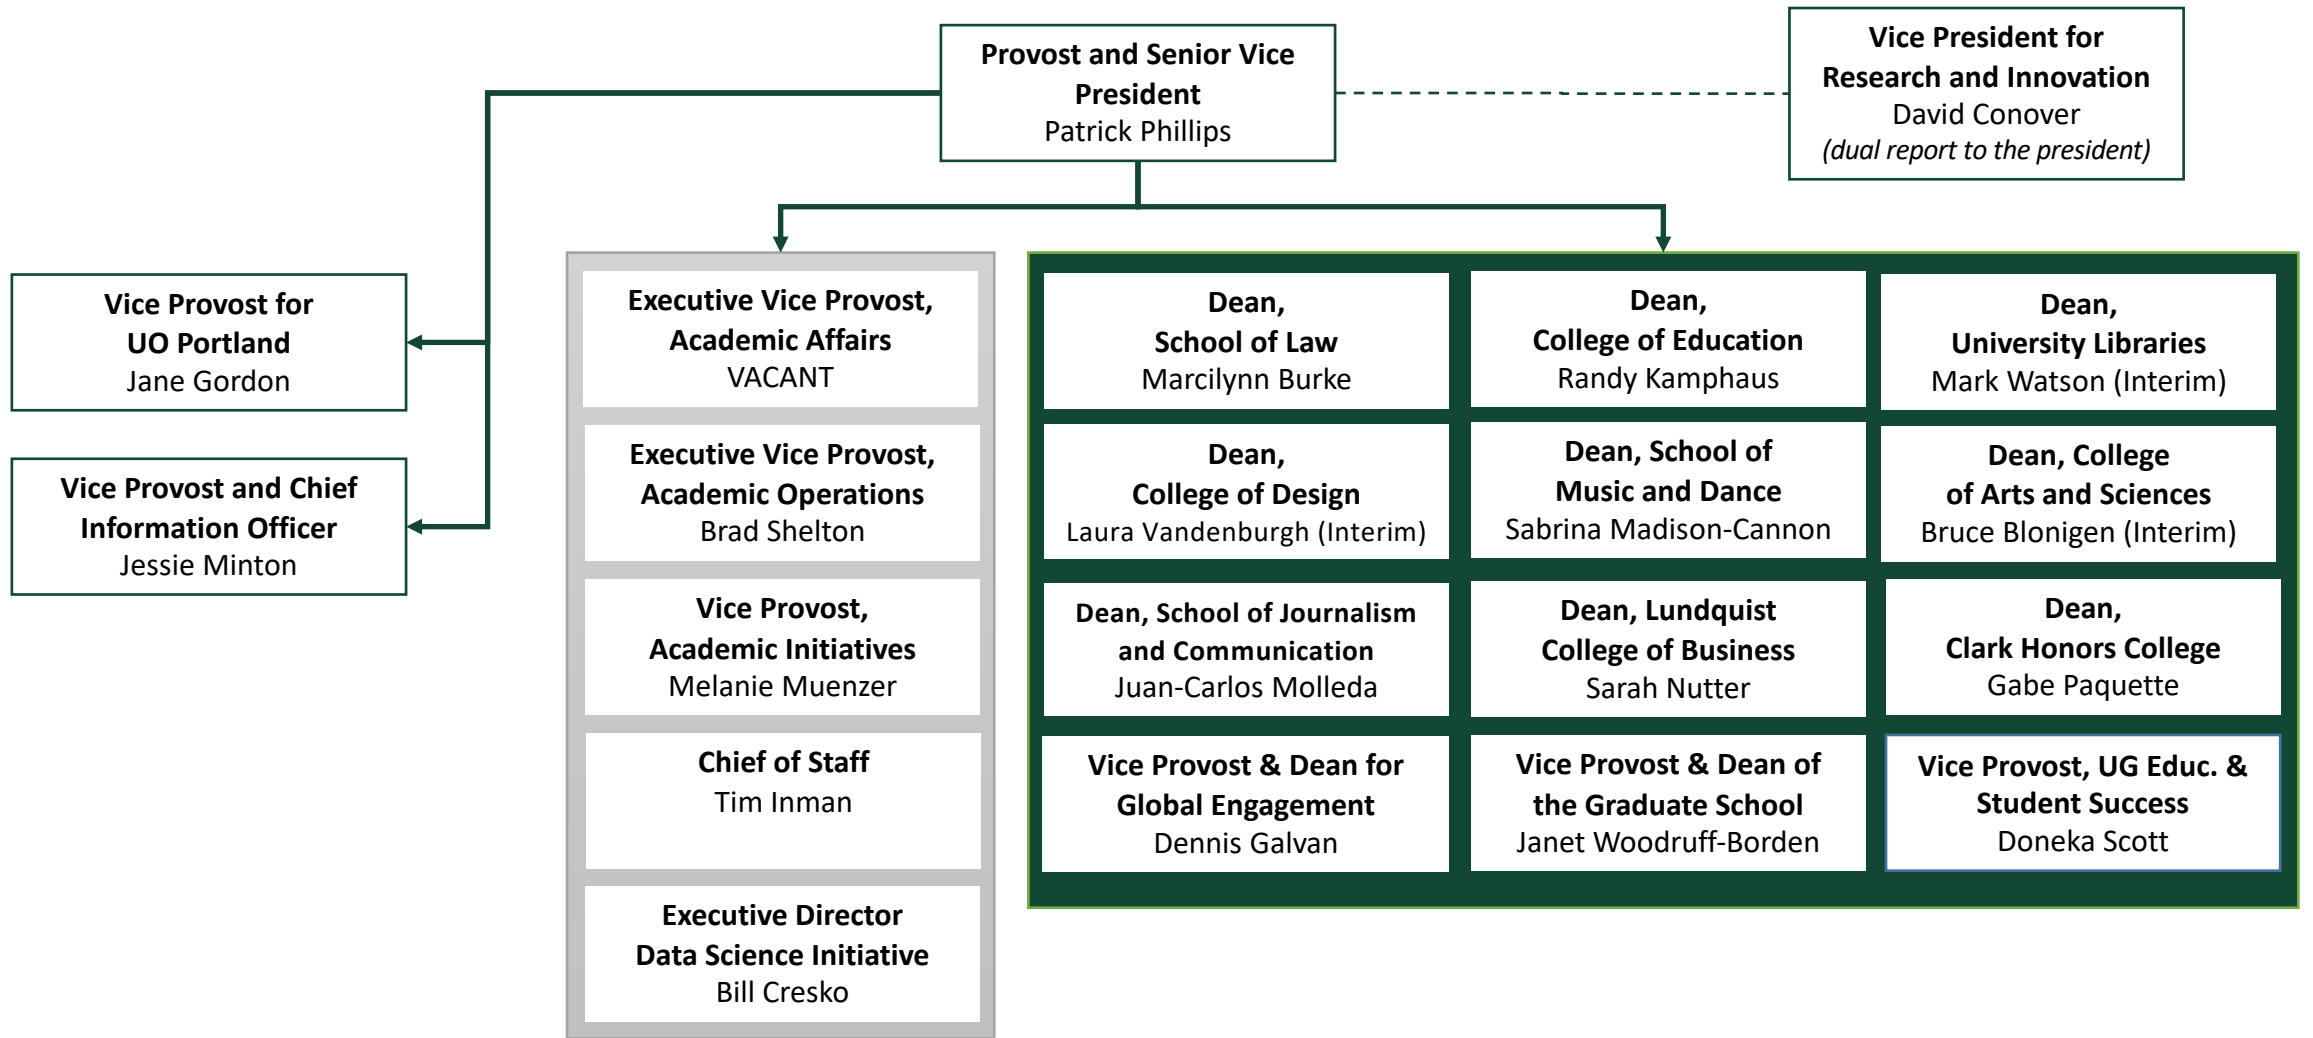 Provost and Senior Vice
President
Patrick Phillips
Vice President for
Research and Innovation
David Conover
(dual report to the president)
Vice Provost for
UO Portland
Jane Gordon
Vice Provost and Chief
Information Officer
Jessie Minton
Executive Vice Provost,
Academic Affairs
VACANT
Executive Vice Provost,
Academic Operations
Brad Shelton
Vice Provost,
Academic Initiatives
Melanie Muenzer
Chief of Staff
Tim Inman
Executive Director
Data Science Initiative
Bill Cresko
Dean,
School of Law
Marcilynn Burke
Dean,
College of Education
Randy Kamphaus
Dean,
University Libraries
Mark Watson (Interim)
Dean,
College of Design
Laura Vandenburgh (Interim)
Dean, School of
Music and Dance
Sabrina Madison-Cannon
Dean, College
of Arts and Sciences
Bruce Blonigen (Interim)
Dean, School of Journalism
and Communication
Juan-Carlos Molleda
Dean, Lundquist
College of Business
Sarah Nutter
Dean,
Clark Honors College
Gabe Paquette
Vice Provost & Dean for
Global Engagement
Dennis Galvan
Vice Provost & Dean of
the Graduate School
Janet Woodruff-Borden
Vice Provost, UG Educ. &
Student Success
Doneka Scott